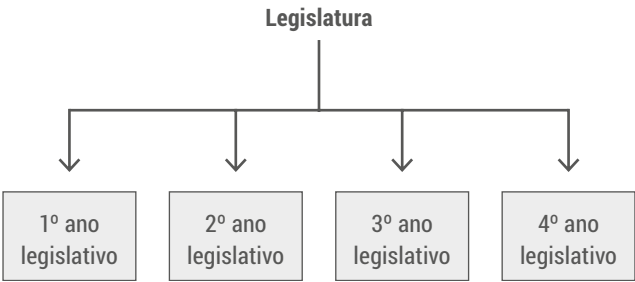 Legislatura
1º ano
legislativo
2º ano
legislativo
3º ano
legislativo
4º ano
legislativo